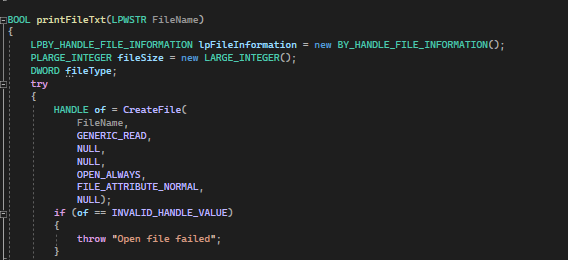 BOOL printFileTxt(LPWSTR FileName)
{
LPBY_HANDLE_FILE_INFORMATION lpFileInformation = new BY_HANDLE_FILE_INFORMATION();
PLARGE_INTEGER fileSize = new LARGE_INTEGER();
DWORD fileType;
try
{
HANDLE of = CreateFile(
FileName,
GENERIC_READ,
NULL,
NULL,
OPEN_ALWAYS,
FILE_ATTRIBUTE_NORMAL,
NULL);
if (of == INVALID_HANDLE_VALUE)
{
throw "Open file failed";
}